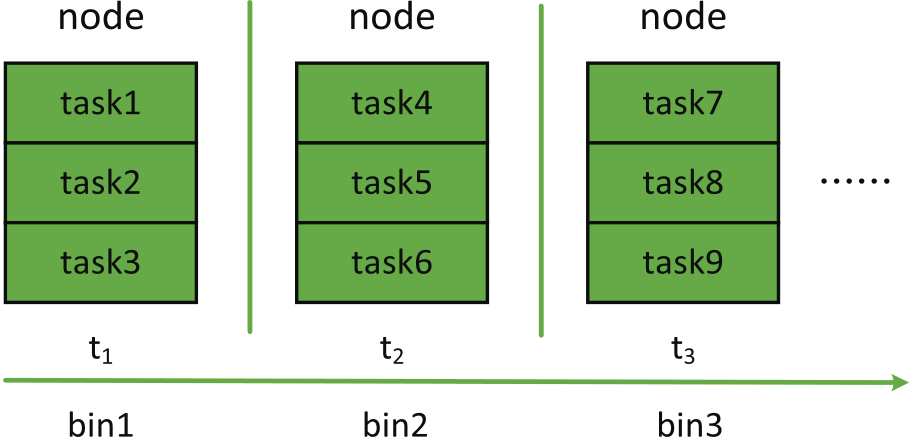 node node node
task1 task4 task7
task2 task5 task8
task3 task6 task9
......
t1 t2 t3
bin1 bin2 bin3